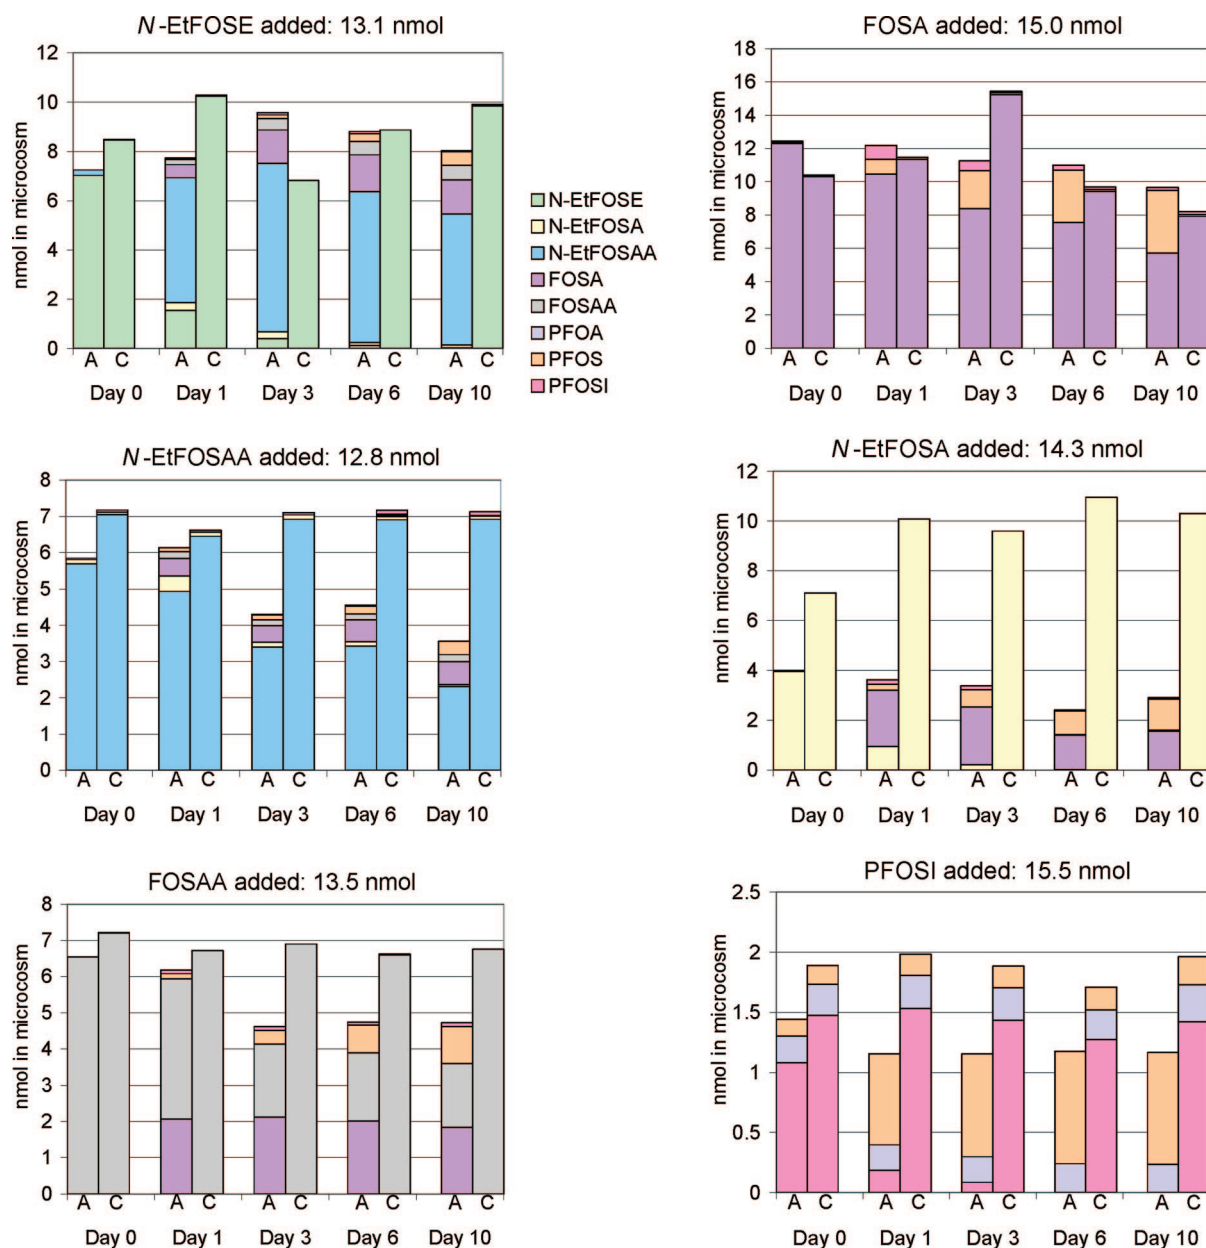 N-EtFOSE added: 13.1 nmol
nmol in microcosm
12
10
8
6
4
2
0
A C A C A C A C A C
Day 0 Day 1 Day 3 Day 6 Day 10
N-EtFOSE
N-EtFOSA
N-EtFOSAA
FOSA
FOSAA
PFOA
PFOS
PFOSI
FOSA added: 15.0 nmol
nmol in microcosm
18
16
14
12
10
8
6
4
2
0
A C A C A C A C A C
Day 0 Day 1 Day 3 Day 6 Day 10
N-EtFOSAA added: 12.8 nmol
nmol in microcosm
8
7
6
5
4
3
2
1
0
A C A C A C A C A C
Day 0 Day 1 Day 3 Day 6 Day 10
N-EtFOSA added: 14.3 nmol
nmol in microcosm
12
10
8
6
4
2
0
A C A C A C A C A C
Day 0 Day 1 Day 3 Day 6 Day 10
FOSAA added: 13.5 nmol
nmol in microcosm
8
7
6
5
4
3
2
1
0
A C A C A C A C A C
Day 0 Day 1 Day 3 Day 6 Day 10
PFOSI added: 15.5 nmol
nmol in microcosm
2.5
2
1.5
1
0.5
0
A C A C A C A C A C
Day 0 Day 1 Day 3 Day 6 Day 10